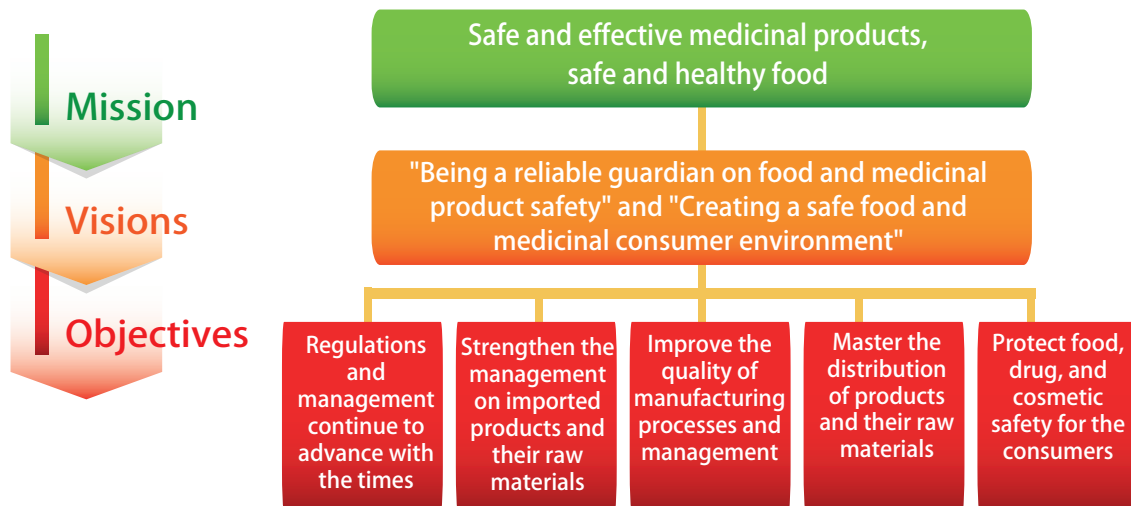 Mission
Safe and effective medicinal products,
safe and healthy food
Visions
"Being a reliable guardian on food and medicinal
product safety" and "Creating a safe food and
medicinal consumer environment"
Objectives
Regulations
and
management
continue to
advance with
the times
Strengthen the
management
on imported
products and
their raw
materials
Improve the
quality of
manufacturing
processes and
management
Master the
distribution
of products
and their raw
materials
Protect food,
drug, and
cosmetic
safety for the
consumers